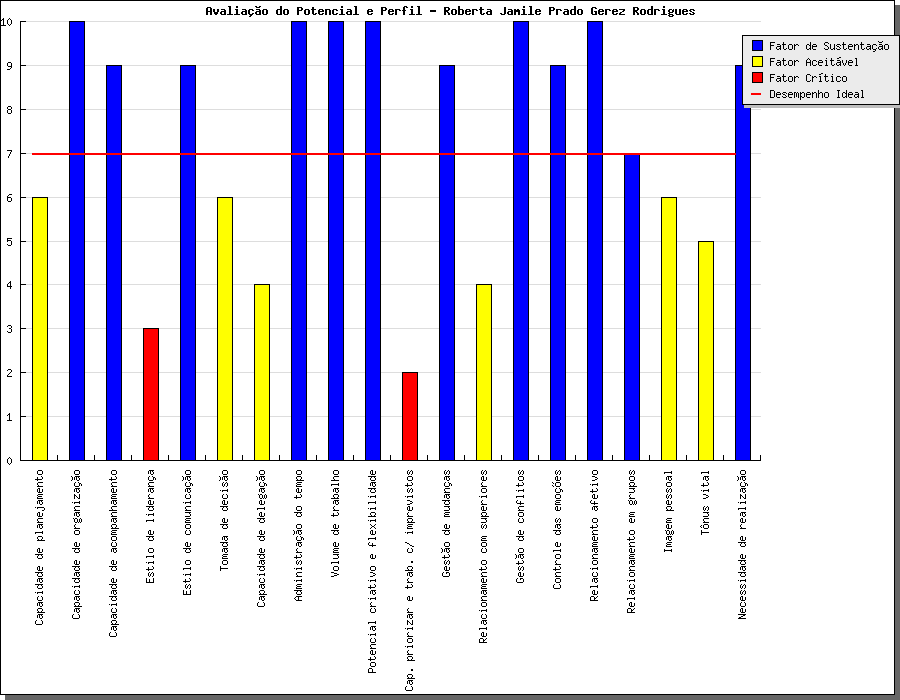 Avaliação do Potencial e Perfil - Roberta Jamile Prado Gerez Rodrigues
10
9
8
7
6
5
4
3
2
1
0
Fator de Sustentação
Fator Aceitável
Fator Crítico
Desempenho Ideal
Capacidade de planejamento
Capacidade de organização
Capacidade de acompanhamento
Estilo de liderança
Estilo de comunicação
Tomada de decisão
Capacidade de delegação
Administração do tempo
Volume de trabalho
Potencial criativo e flexibilidade
Cap. priorizar e trab. c/ imprevistos
Gestão de mudanças
Relacionamento com superiores
Gestão de conflitos
Controle das emoções
Relacionamento afetivo
Relacionamento em grupos
Imagem pessoal
Tônus vital
Necessidade de realização